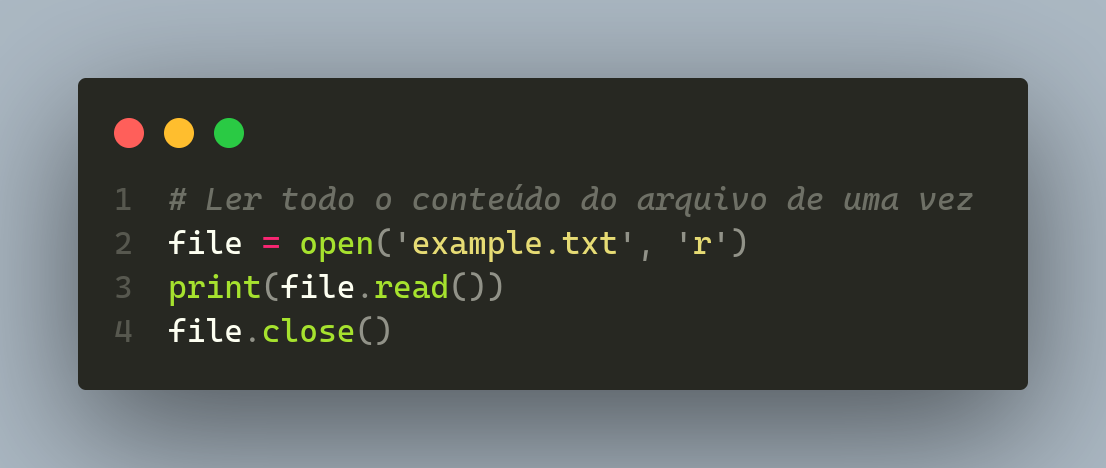 1 # Ler todo o conteúdo do arquivo de uma vez
2 file = open('example.txt', 'r')
3 print(file.read())
4 file.close()